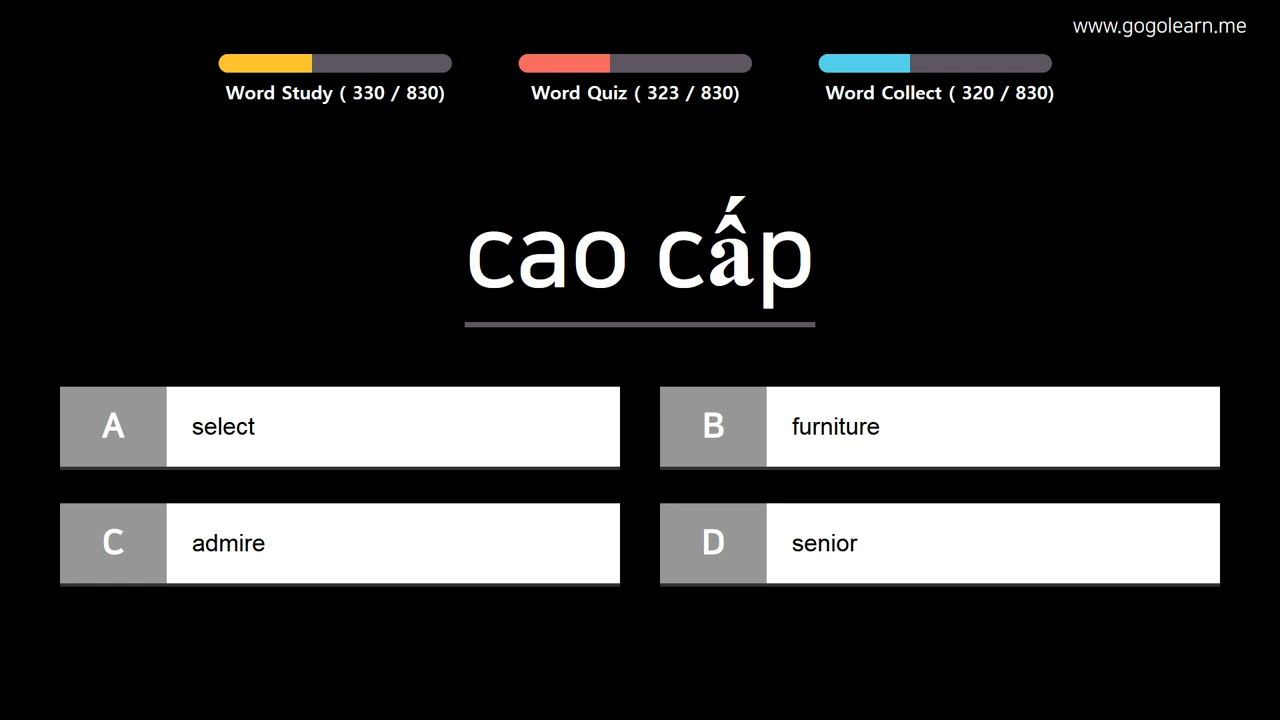 www.gogolearn.me
Word Study ( 330 / 830)
Word Quiz ( 323 / 830)
Word Collect ( 320 / 830)
cao cấp
A select
B furniture
C admire
D senior